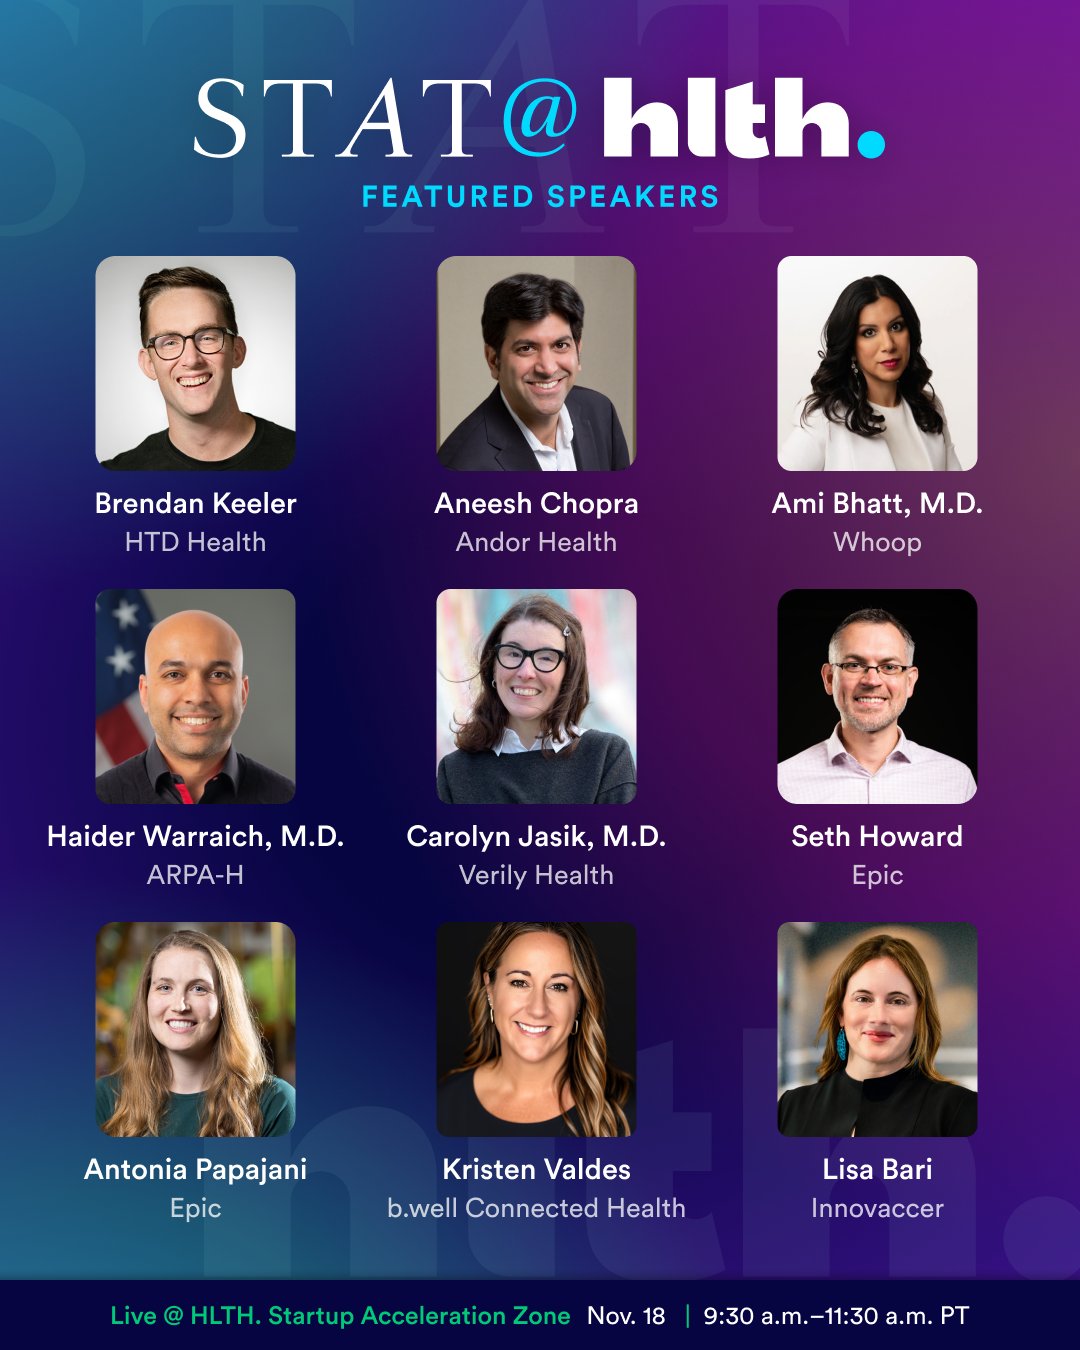 STAT@hlth.
FEATURED SPEAKERS
Brendan Keeler
HTD Health
Aneesh Chopra
Andor Health
Ami Bhatt, M.D.
Whoop
Haider Warraich, M.D.
ARPA-H
Carolyn Jasik, M.D.
Verily Health
Seth Howard
Epic
Antonia Papajani
Epic
Kristen Valdes
b.well Connected Health
Lisa Bari
Innovaccer
STAT
hlth.
Live @ HLTH. Startup Acceleration Zone Nov. 18 | 9:30 a.m.–11:30 a.m. PT